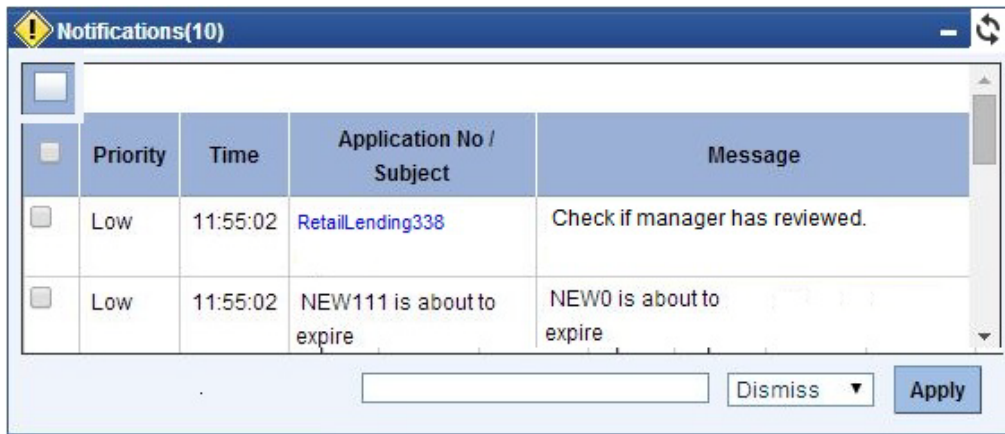 Notifications(10)
Priority Time Application No / Subject Message
Low 11:55:02 RetailLending338 Check if manager has reviewed.
Low 11:55:02 NEW111 is about to expire NEW0 is about to expire
Dismiss Apply